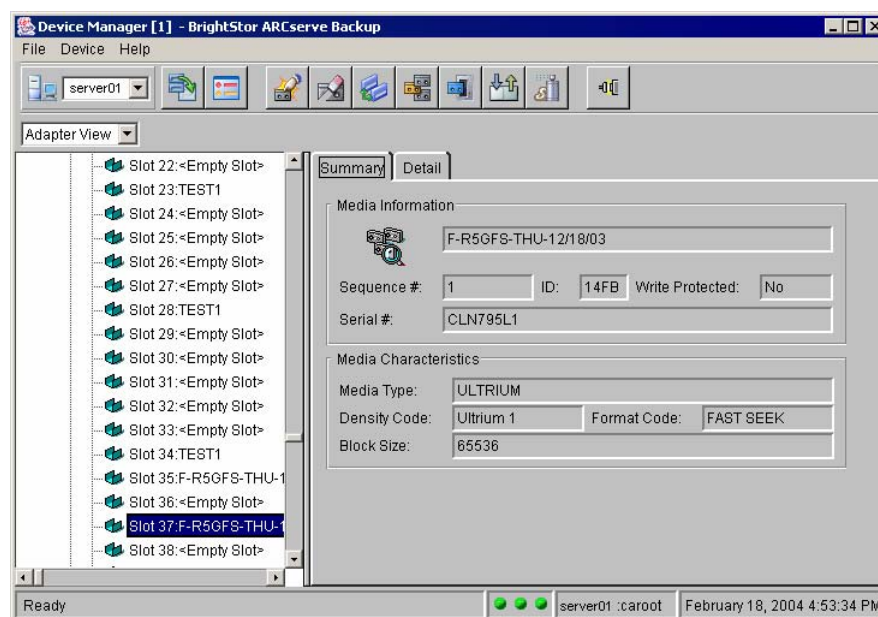 Device Manager [1] - BrightStor ARCserve Backup
File Device Help
server01
Adapter View
Slot 22:<Empty Slot>
Slot 23:TEST1
Slot 24:<Empty Slot>
Slot 25:<Empty Slot>
Slot 26:<Empty Slot>
Slot 27:<Empty Slot>
Slot 28:TEST1
Slot 29:<Empty Slot>
Slot 30:<Empty Slot>
Slot 31:<Empty Slot>
Slot 32:<Empty Slot>
Slot 33:<Empty Slot>
Slot 34:TEST1
Slot 35:F-R5GFS-THU-1
Slot 36:<Empty Slot>
Slot 37:F-R5GFS-THU-1
Slot 38:<Empty Slot>
Summary Detail
Media Information
F-R5GFS-THU-12/18/03
Sequence #: 1 ID: 14FB Write Protected: No
Serial #: CLN795L1
Media Characteristics
Media Type: ULTRIUM
Density Code: Ultrium 1 Format Code: FAST SEEK
Block Size: 65536
Ready server01 :caroot February 18, 2004 4:53:34 PM